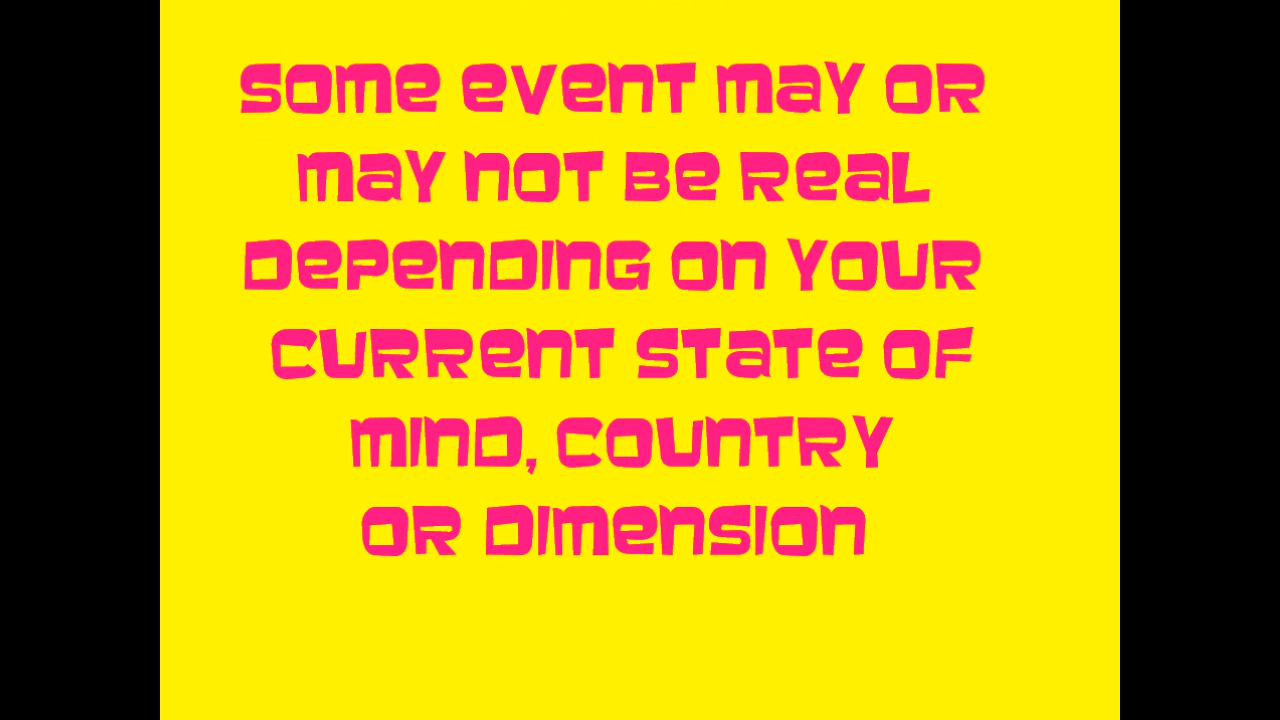 SOME EVENT MAY OR
MAY NOT BE REAL
DEPENDING ON YOUR
CURRENT STATE OF
MIND, COUNTRY
OR DIMENSION